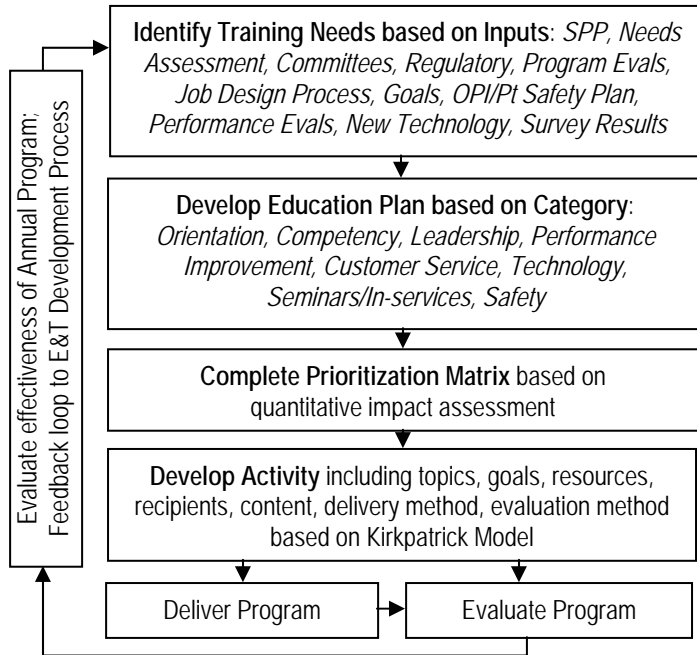 Identify Training Needs based on Inputs: SPP, Needs
Assessment, Committees, Regulatory, Program Evals,
Job Design Process, Goals, OPI/Pt Safety Plan,
Performance Evals, New Technology, Survey Results
Develop Education Plan based on Category:
Orientation, Competency, Leadership, Performance
Improvement, Customer Service, Technology,
Seminars/In-services, Safety
Complete Prioritization Matrix based on
quantitative impact assessment
Develop Activity including topics, goals, resources,
recipients, content, delivery method, evaluation method
based on Kirkpatrick Model
Deliver Program
Evaluate Program
Evaluate effectiveness of Annual Program;
Feedback loop to E&T Development Process